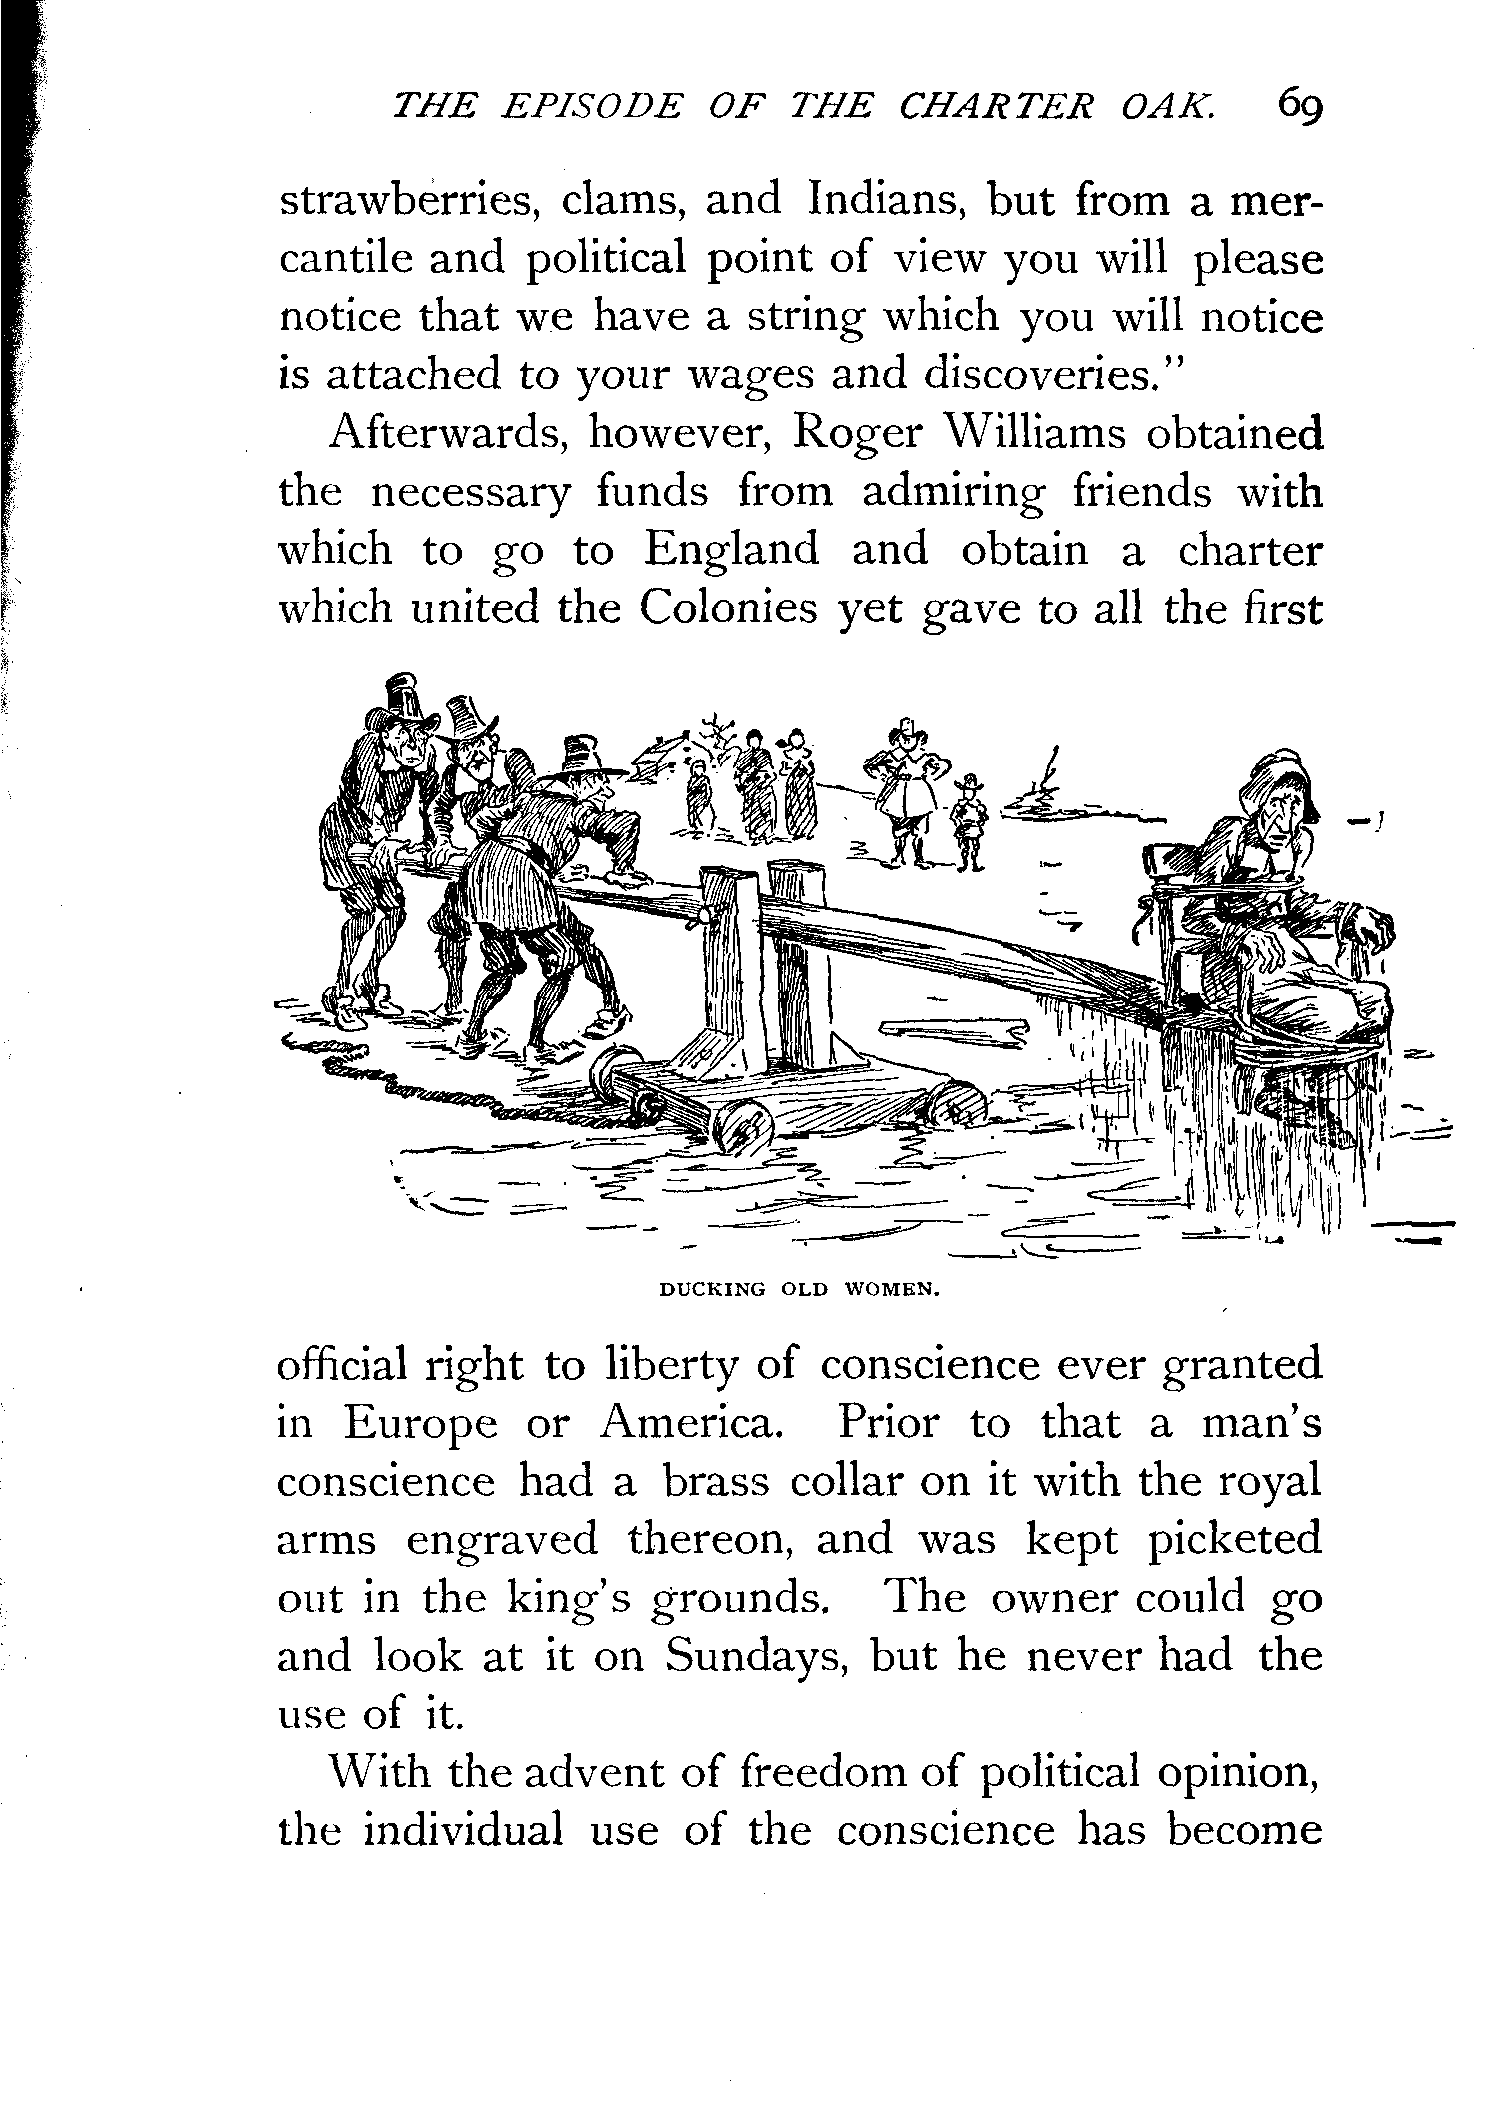 THE EPISODE OF THE CHARTER OAK. 69
strawberries, clams, and Indians, but from a mer-
cantile and political point of view you will please
notice that we have a string which you will notice
is attached to your wages and discoveries."
Afterwards, however, Roger Williams obtained
the necessary funds from admiring friends with
which to go to England and obtain a charter
which united the Colonies yet gave to all the first
DUCKING OLD WOMEN.
official right to liberty of conscience ever granted
in Europe or America. Prior to that a man's
conscience had a brass collar on it with the royal
arms engraved thereon, and was kept picketed
out in the king's grounds. The owner could go
and look at it on Sundays, but he never had the
use of it.
With the advent of freedom of political opinion,
the individual use of the conscience has become